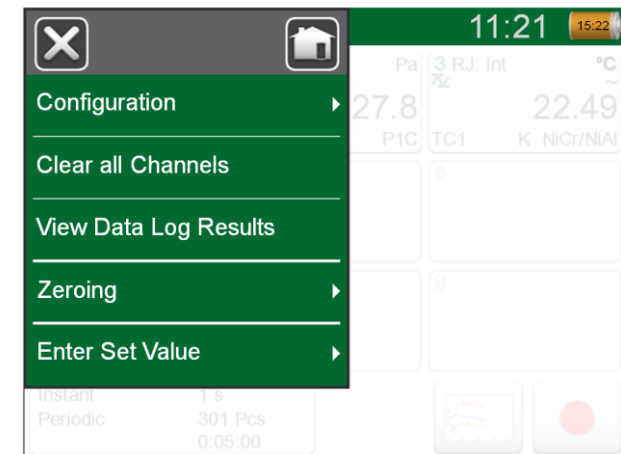 11:21 15:22
Pa 3 RJ: Int °C
~
27.8 22.49
P1C TC1 K NiCr/NiAl
6
9
Configuration
Clear all Channels
View Data Log Results
Zeroing
Enter Set Value
Instant 1 s
Periodic 301 Pcs
0:05:00